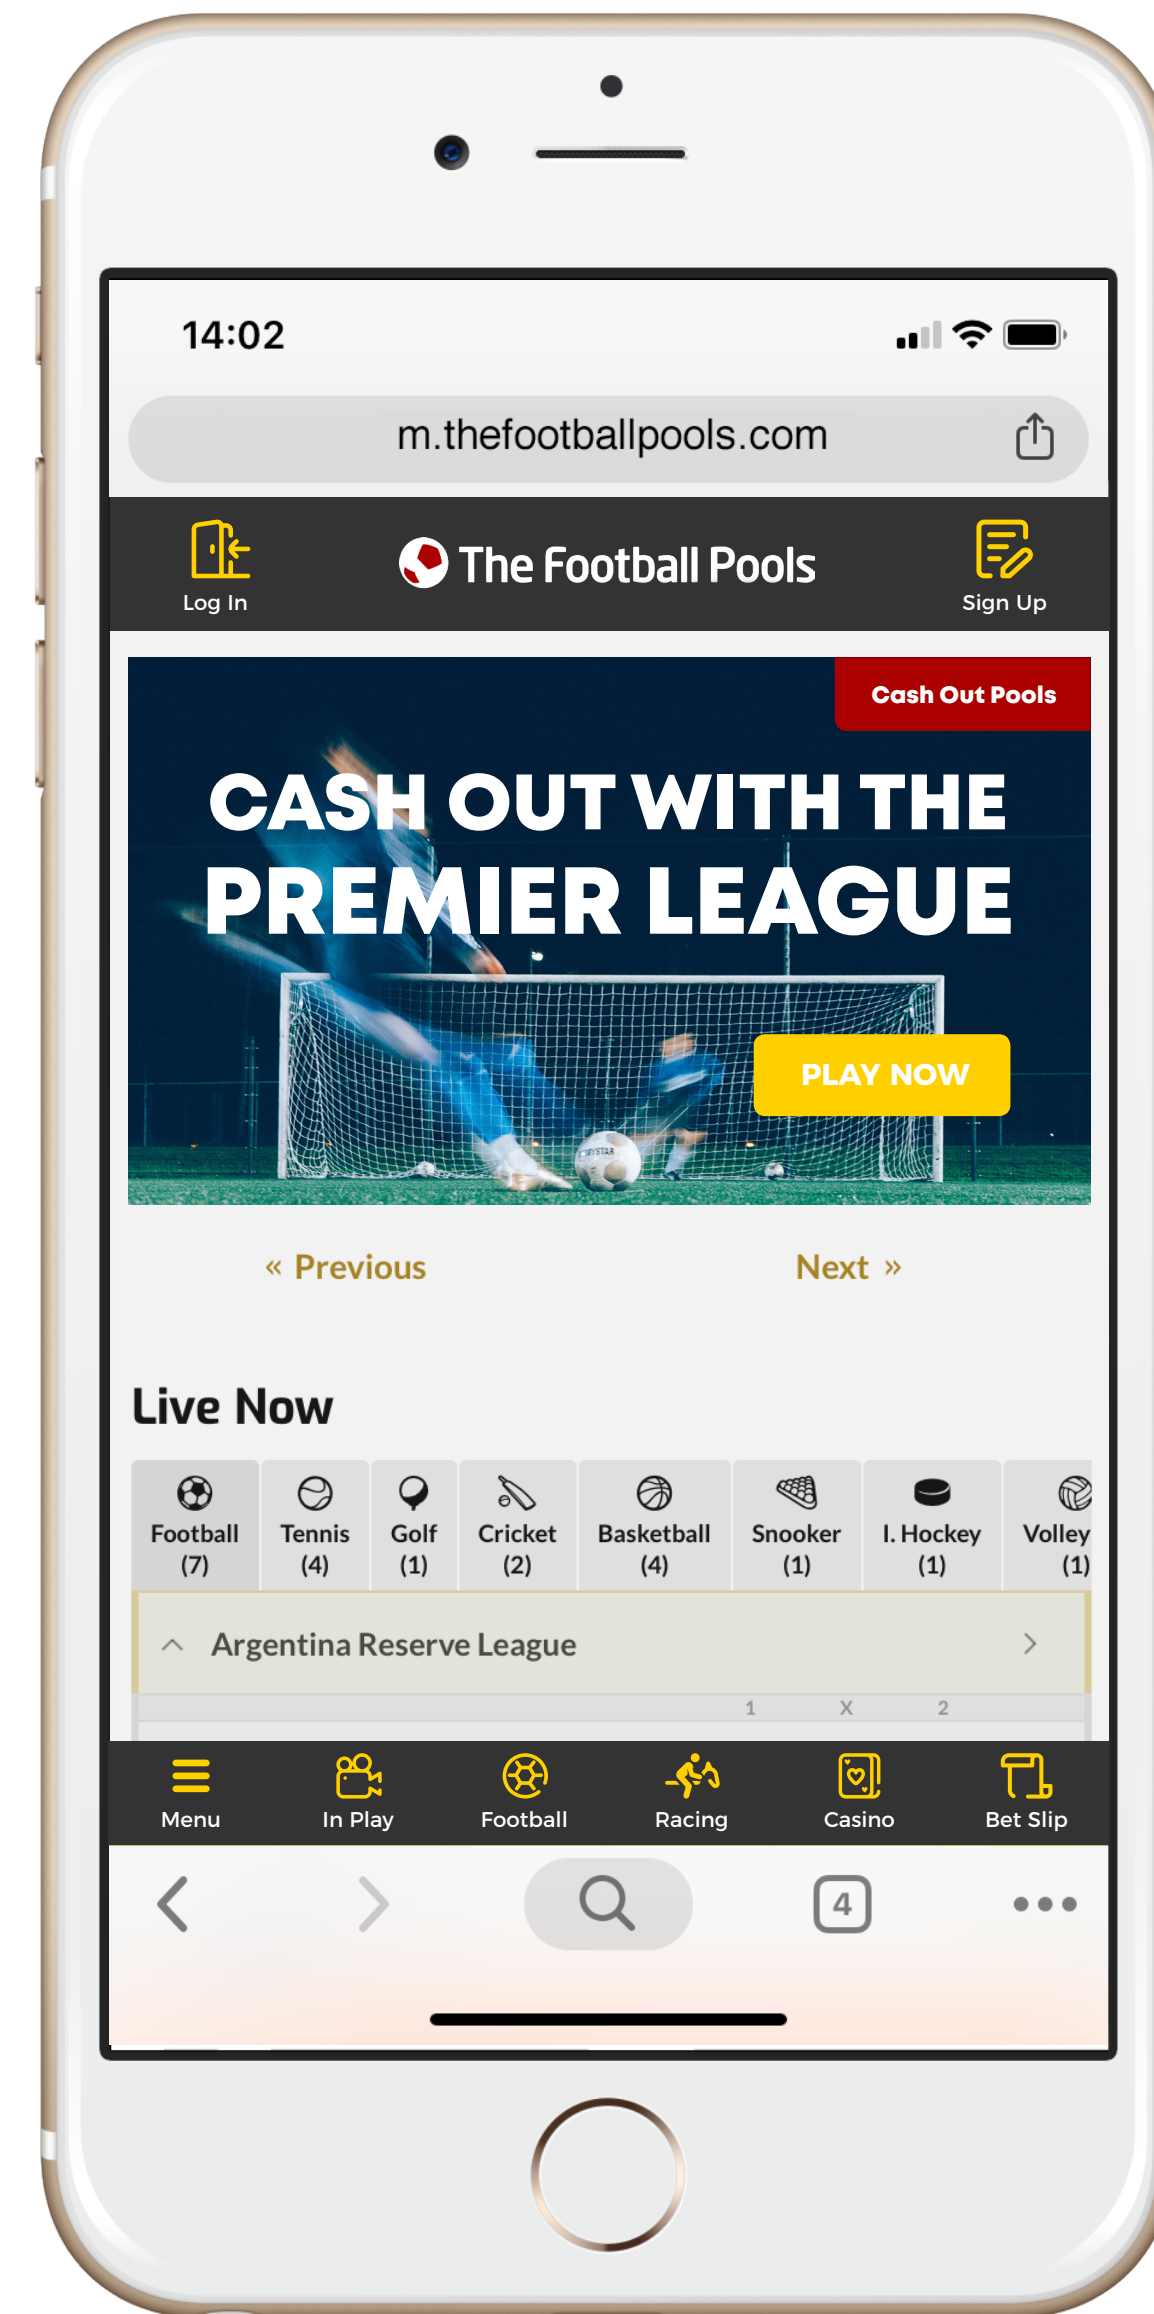 14:02
m.thefootballpools.com
Log In
The Football Pools
Sign Up
Cash Out Pools
CASH OUT WITH THE
PREMIER LEAGUE
PLAY NOW
« Previous
Next »
Live Now
Football
(7)
Tennis
(4)
Golf
(1)
Cricket
(2)
Basketball
(4)
Snooker
(1)
I. Hockey
(1)
Volley
(1)
Argentina Reserve League
1 X 2
Menu
In Play
Football
Racing
Casino
Bet Slip
4